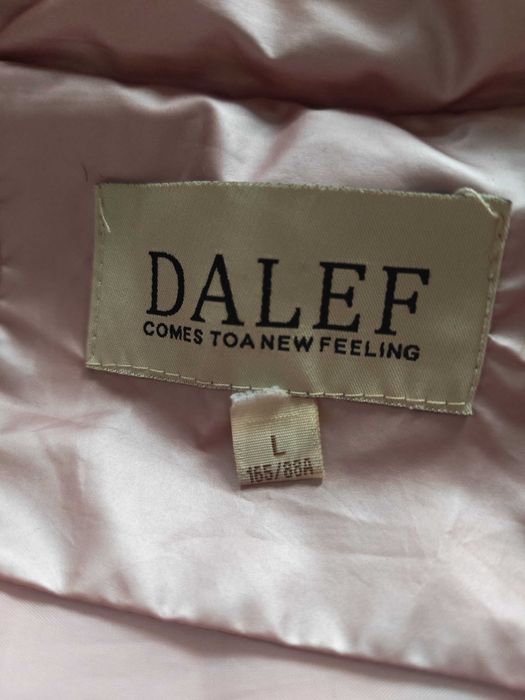 DALEF
COMES TOA NEW FEELING
L
165/88A